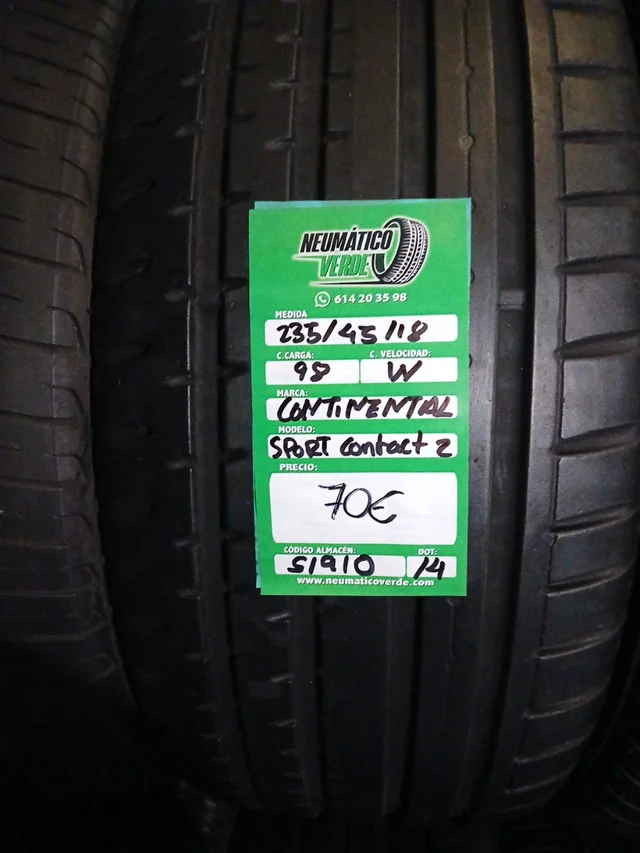 NEUMÁTICO
VERDE
614 20 35 98
MEDIDA
235/45/18
C.CARGA: C. VELOCIDAD:
98 W
MARCA:
CONTINENTAL
MODELO:
SPORT Contact 2
PRECIO:
70€
CÓDIGO ALMACÉN: DOT:
S1910 14
www.neumaticoverde.com